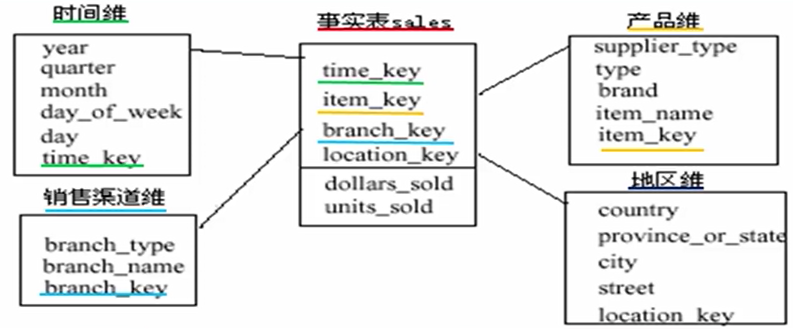 时间维
year
quarter
month
day_of_week
day
time_key
事实表sales
time_key
item_key
branch_key
location_key
dollars_sold
units_sold
产品维
supplier_type
type
brand
item_name
item_key
销售渠道维
branch_type
branch_name
branch_key
地区维
country
province_or_state
city
street
location_key